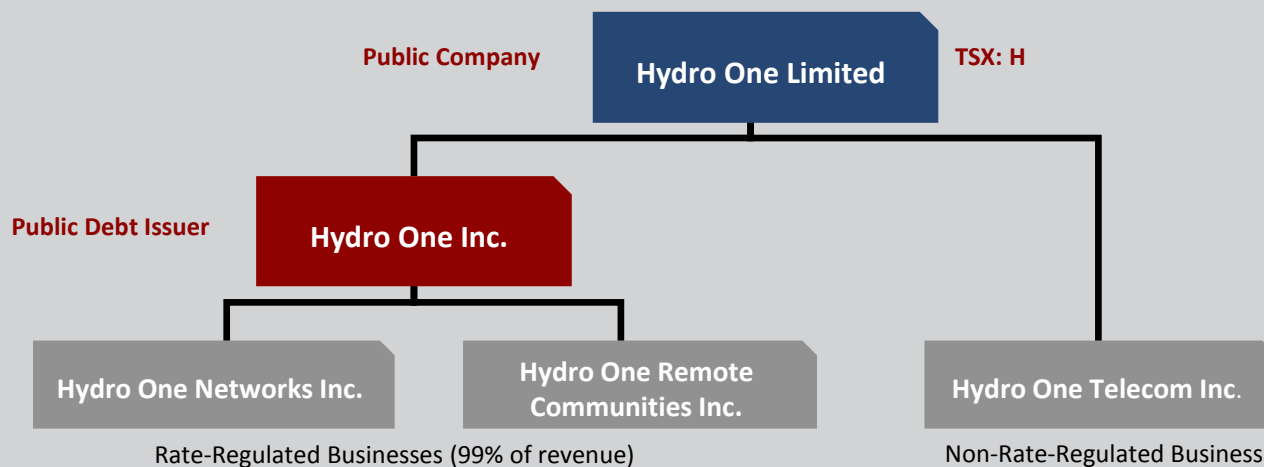 Public Company
Hydro One Limited
TSX: H
Public Debt Issuer
Hydro One Inc.
Hydro One Networks Inc.
Hydro One Remote
Communities Inc.
Hydro One Telecom Inc.
Rate-Regulated Businesses (99% of revenue)
Non-Rate-Regulated Business